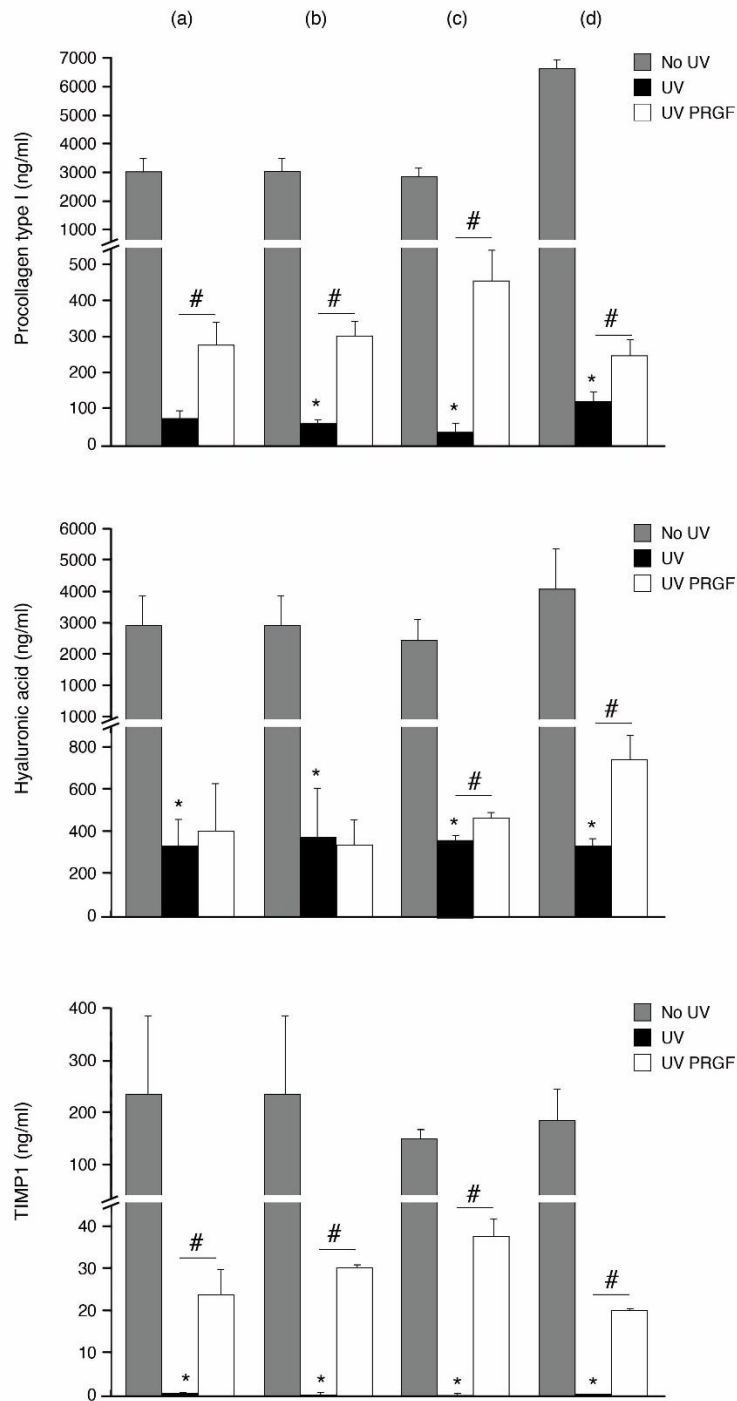 (a) (b) (c) (d)
Procollagen type I (ng/ml)
7000
6000
5000
4000
3000
2000
1000
500
400
300
200
100
0
No UV
UV
UV PRGF
# # # #
* * *
Hyaluronic acid (ng/ml)
6000
5000
4000
3000
2000
1000
800
600
400
200
0
No UV
UV
UV PRGF
# #
* * * *
TIMP1 (ng/ml)
400
300
200
100
40
30
20
10
0
No UV
UV
UV PRGF
# # # #
* * * *